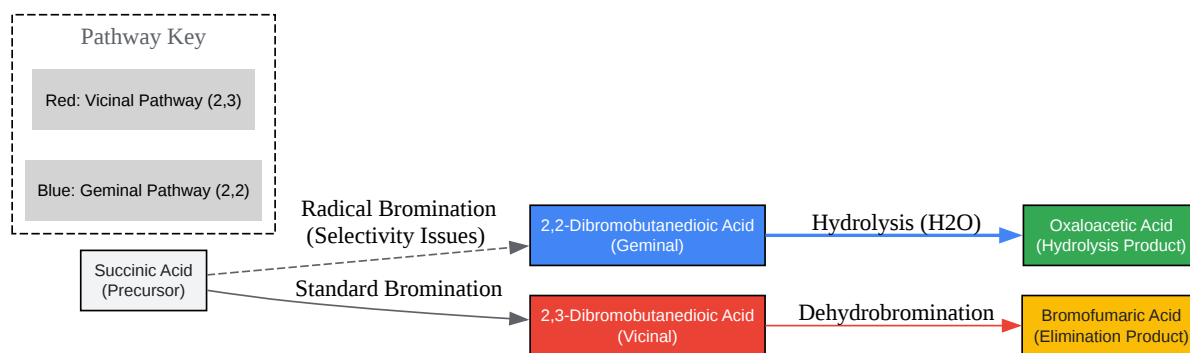 Pathway Key
Red: Vicinal Pathway (2,3)
Blue: Geminal Pathway (2,2)
Succinic Acid
(Precursor)
Radical Bromination
(Selectivity Issues)
Standard Bromination
2,2-Dibromobutanedioic Acid
(Geminal)
Hydrolysis (H2O)
Oxaloacetic Acid
(Hydrolysis Product)
2,3-Dibromobutanedioic Acid
(Vicinal)
Dehydrobromination
Bromofumaric Acid
(Elimination Product)